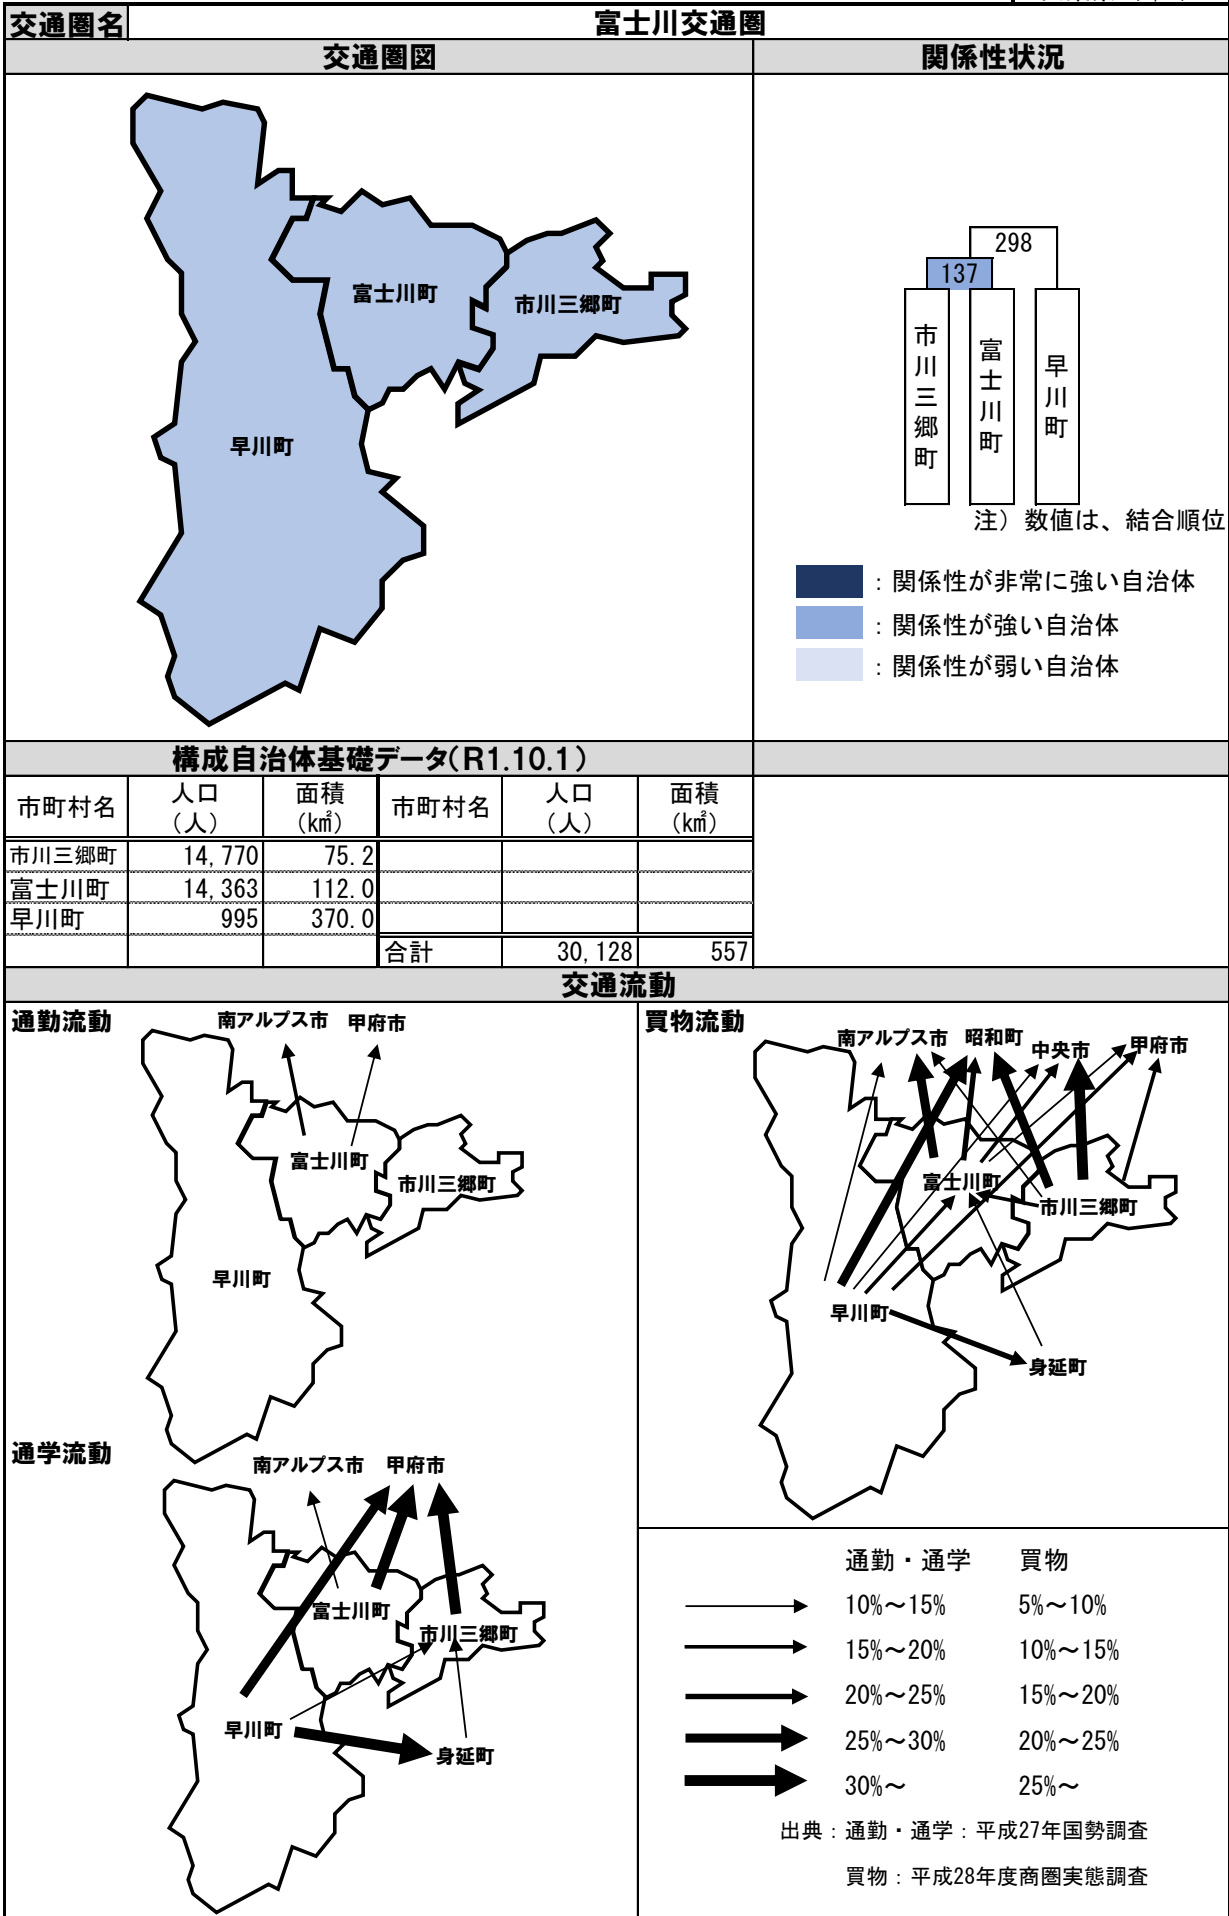 交通圏名 富士川交通圏
交通圏図 関係性状況
富士川町
市川三郷町
早川町
298
137
市川三郷町
富士川町
早川町
注）数値は、結合順位
：関係性が非常に強い自治体
：関係性が強い自治体
：関係性が弱い自治体
構成自治体基礎データ（R1.10.1）
市町村名 人口（人） 面積（k㎡） 市町村名 人口（人） 面積（k㎡）
市川三郷町 14,770 75.2
富士川町 14,363 112.0
早川町 995 370.0
合計 30,128 557
交通流動
通勤流動
南アルプス市 甲府市
富士川町
市川三郷町
早川町
買物流動
南アルプス市 昭和町 中央市 甲府市
富士川町
市川三郷町
早川町
身延町
通学流動
南アルプス市 甲府市
富士川町
市川三郷町
早川町
身延町
通勤・通学 買物
10%～15% 5%～10%
15%～20% 10%～15%
20%～25% 15%～20%
25%～30% 20%～25%
30%～ 25%～
出典：通勤・通学：平成27年国勢調査
買物：平成28年度商圏実態調査